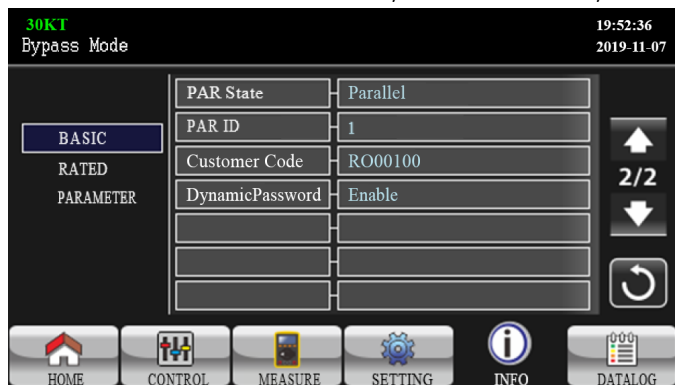 30KT
Bypass Mode
19:52:36
2019-11-07
BASIC
RATED
PARAMETER
PAR State Parallel
PAR ID 1
Customer Code RO00100
DynamicPassword Enable
2/2
HOME CONTROL MEASURE SETTING INFO DATALOG